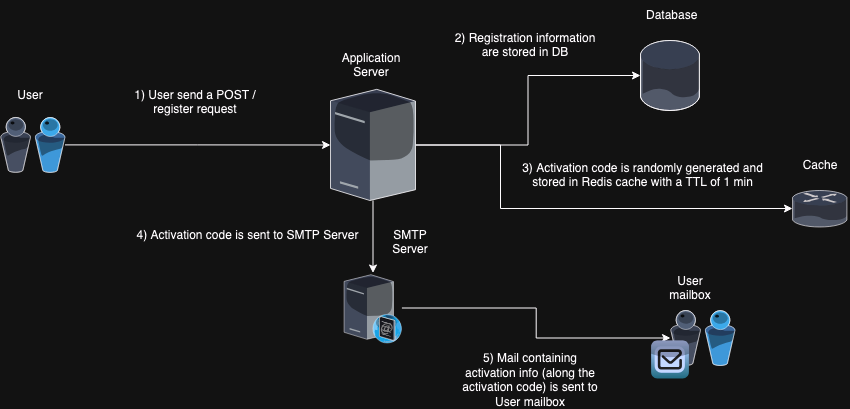 Database
2) Registration information
are stored in DB
Application
Server
User
1) User send a POST /
register request
3) Activation code is randomly generated and
stored in Redis cache with a TTL of 1 min
Cache
4) Activation code is sent to SMTP Server
SMTP
Server
User
mailbox
5) Mail containing
activation info (along the
activation code) is sent to
User mailbox